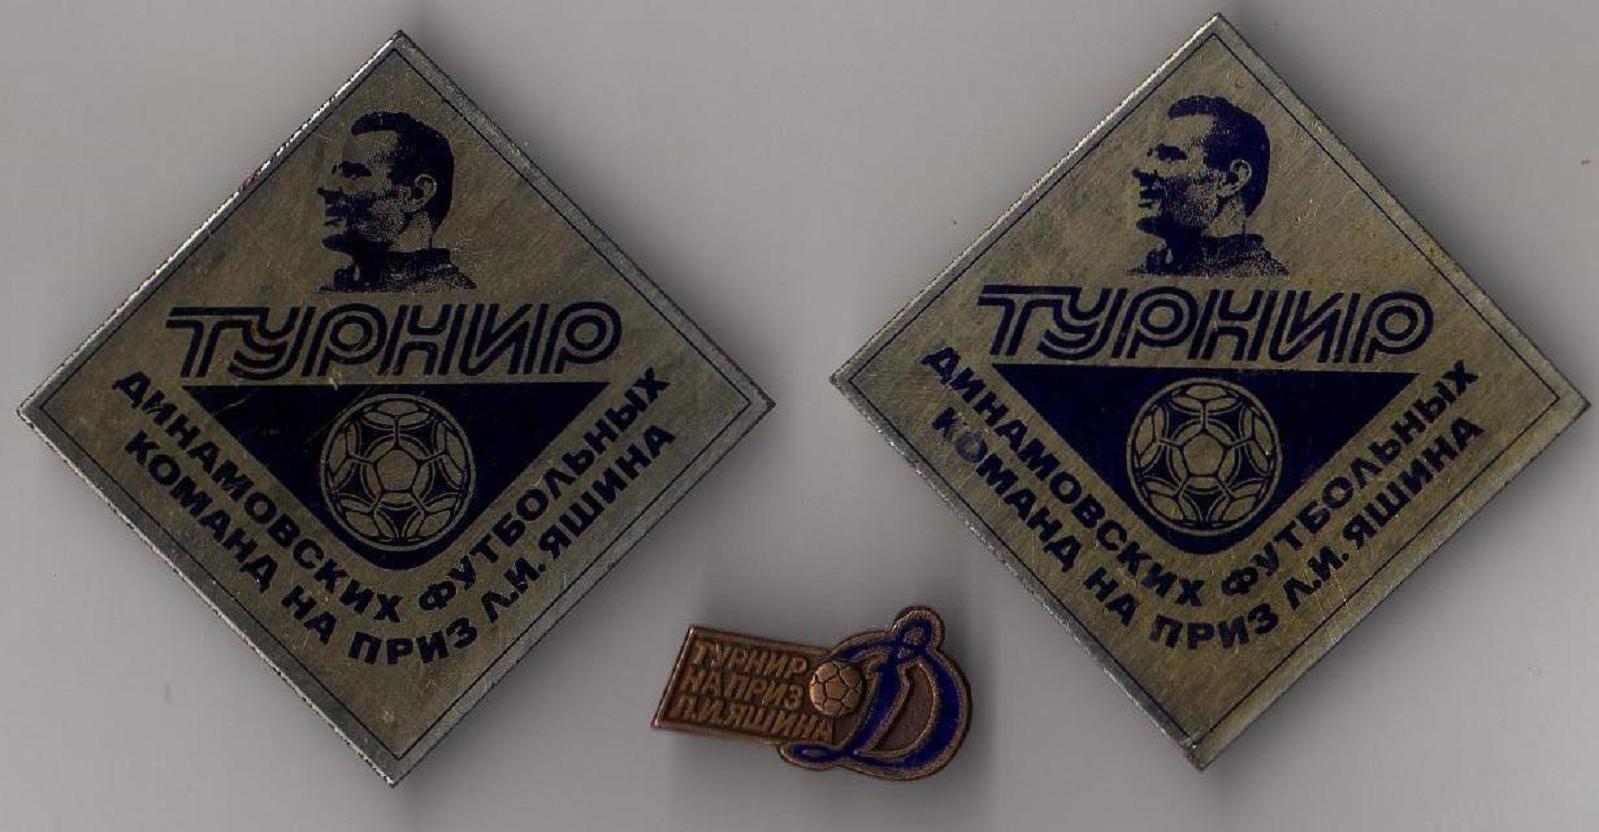 ТУРНИР
ДИНАМОВСКИХ ФУТБОЛЬНЫХ
КОМАНД НА ПРИЗ Л.И. ЯШИНА
ТУРНИР
ДИНАМОВСКИХ ФУТБОЛЬНЫХ
КОМАНД НА ПРИЗ Л.И. ЯШИНА
ТУРНИР
НА ПРИЗ
Л.И.ЯШИНА
Д